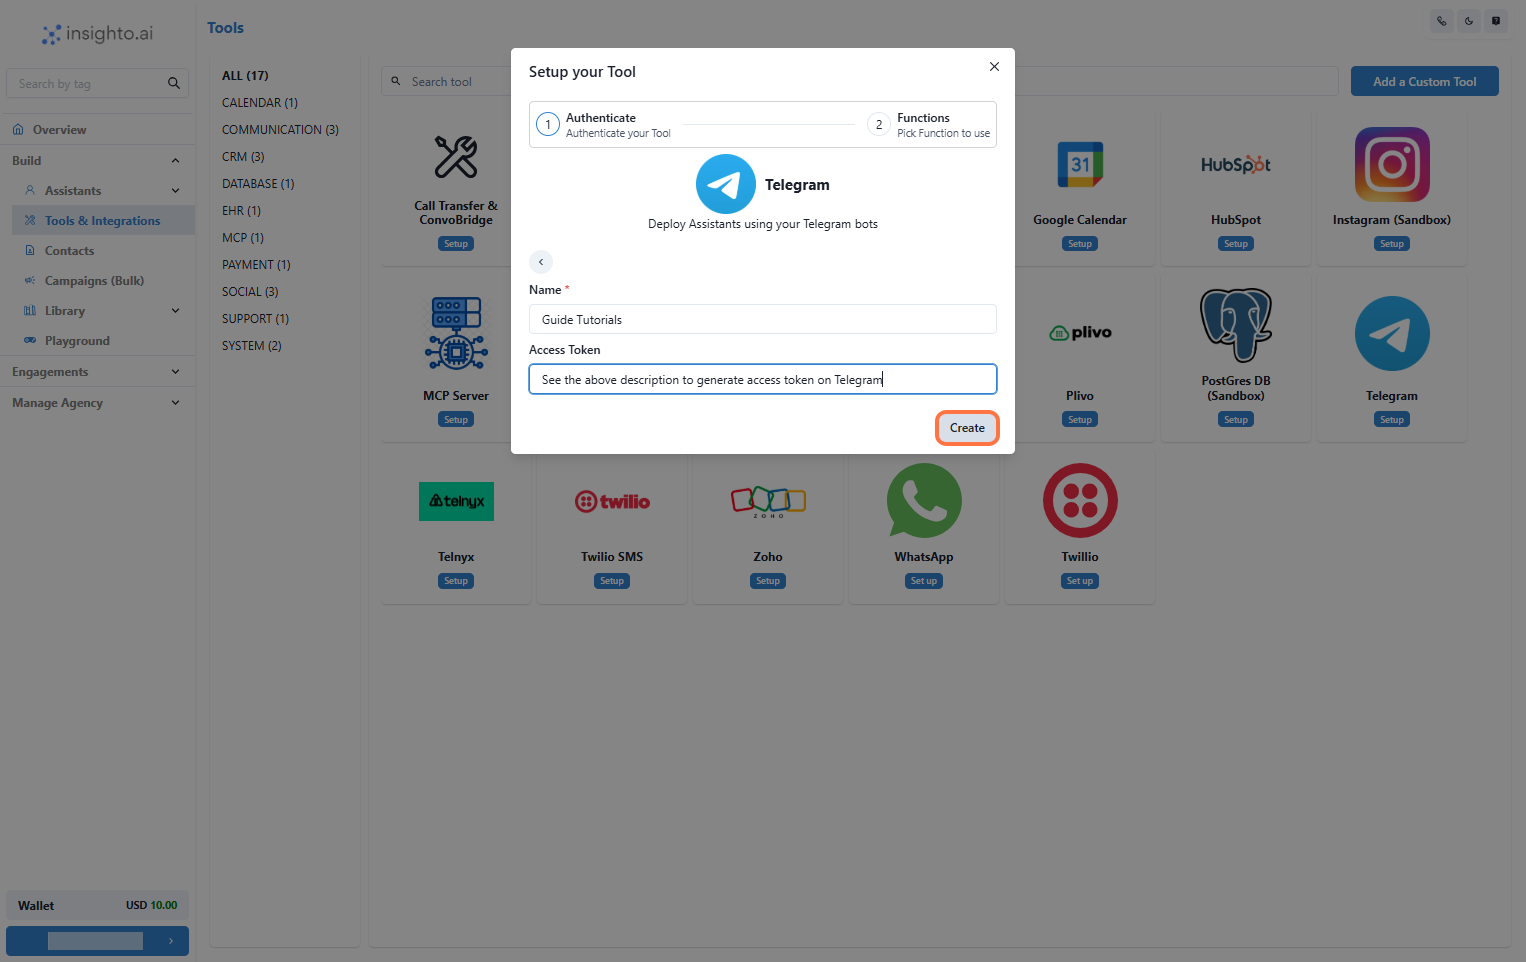 insighto.ai
Search by tag
Overview
Build
Assistants
Tools & Integrations
Contacts
Campaigns (Bulk)
Library
Playground
Engagements
Manage Agency
Wallet USD 10.00
Tools
ALL (17)
CALENDAR (1)
COMMUNICATION (3)
CRM (3)
DATABASE (1)
EHR (1)
MCP (1)
PAYMENT (1)
SOCIAL (3)
SUPPORT (1)
SYSTEM (2)
Search tool
Add a Custom Tool
Setup your Tool
1 Authenticate
Authenticate your Tool
2 Functions
Pick Function to use
Telegram
Deploy Assistants using your Telegram bots
Name *
Guide Tutorials
Access Token
See the above description to generate access token on Telegram
Create
Call Transfer &
ConvoBridge
Setup
31
Google Calendar
Setup
HubSpot
HubSpot
Setup
Instagram (Sandbox)
Setup
MCP Server
Setup
plivo
Plivo
Setup
PostGres DB
(Sandbox)
Setup
Telegram
Setup
telnyx
Telnyx
Setup
twilio
Twilio SMS
Setup
ZOHO
Zoho
Setup
WhatsApp
Set up
Twillio
Set up